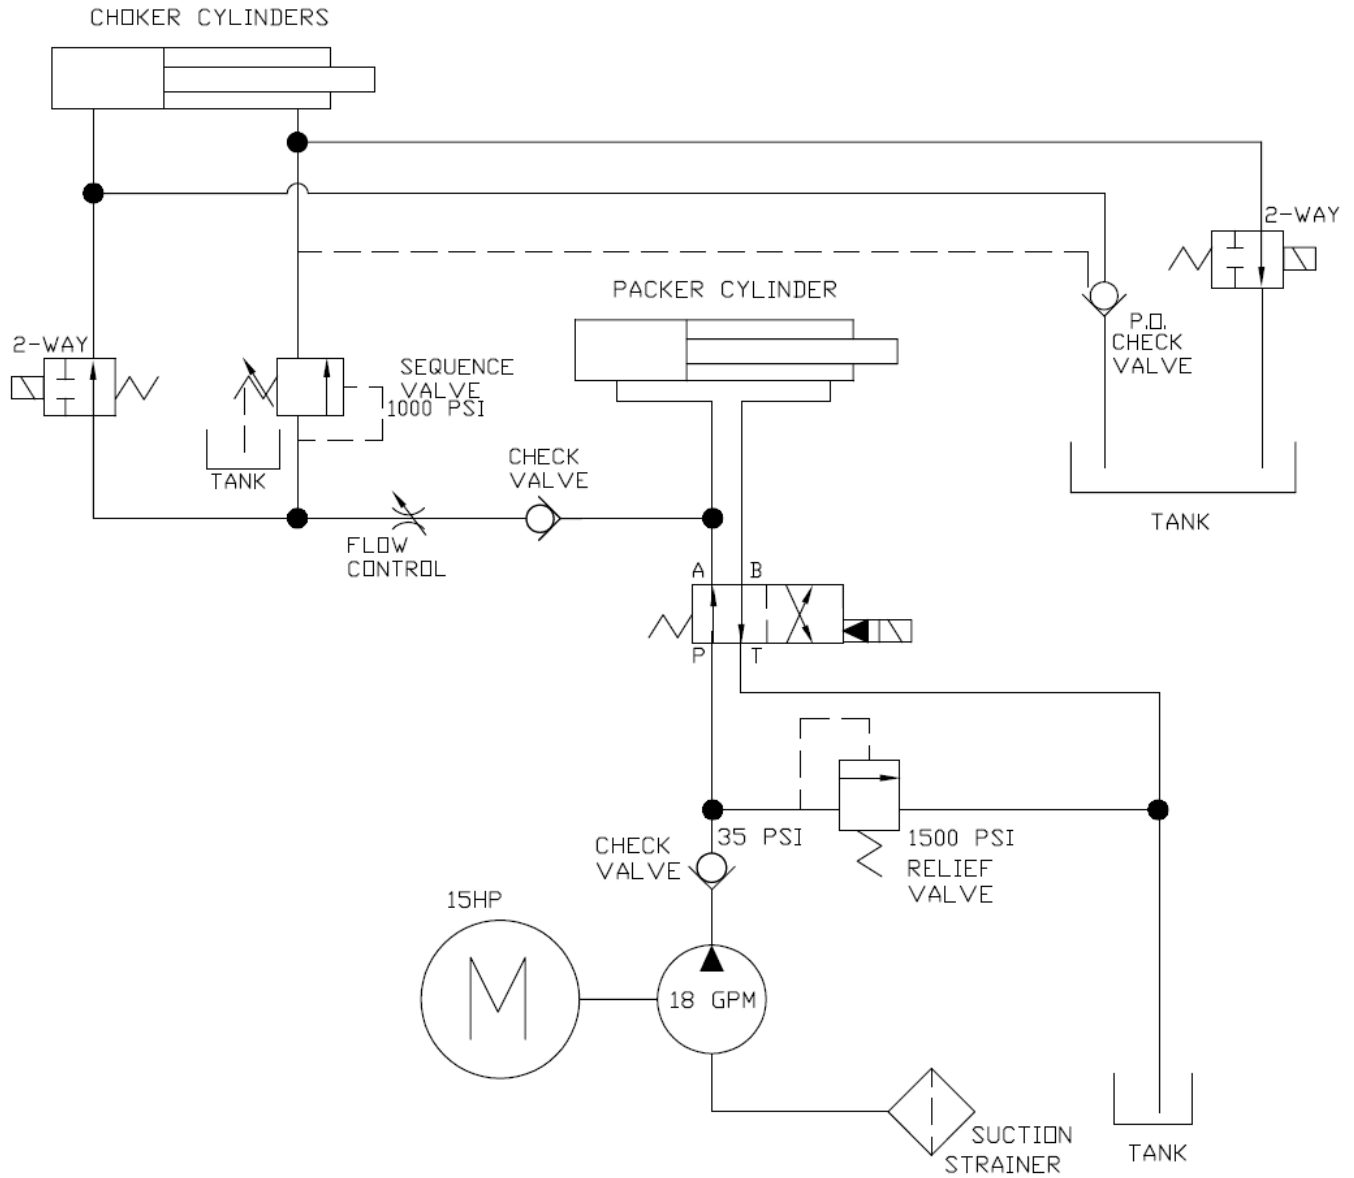 CHOKER CYLINDERS
2-WAY
PACKER CYLINDER
P.O.
CHECK
VALVE
2-WAY
SEQUENCE
VALVE
1000 PSI
TANK
CHECK
VALVE
TANK
FLOW
CONTROL
A B
P T
35 PSI
1500 PSI
RELIEF
VALVE
CHECK
VALVE
15HP
M
18 GPM
SUCTION
STRAINER
TANK